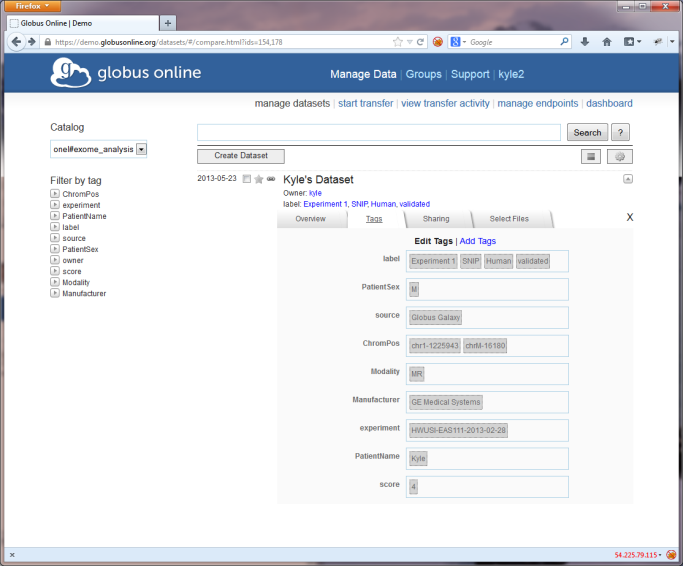 Firefox
Globus Online | Demo
https://demo.globusonline.org/datasets/#/compare.html?ids=154,178
Google
globus online
Manage Data | Groups | Support | kyle2
manage datasets | start transfer | view transfer activity | manage endpoints | dashboard
Catalog
onel#exome_analysis
Search
?
Create Dataset
Filter by tag
ChromPos
experiment
PatientName
label
source
PatientSex
owner
score
Modality
Manufacturer
2013-05-23
Kyle's Dataset
Owner: kyle
label: Experiment 1, SNIP, Human, validated
Overview Tags Sharing Select Files X
Edit Tags | Add Tags
label Experiment 1 SNIP Human validated
PatientSex M
source Globus Galaxy
ChromPos chr1-1225943 chrM-16180
Modality MR
Manufacturer GE Medical Systems
experiment HWUSI-EAS111-2013-02-28
PatientName Kyle
score 4
54.225.79.115